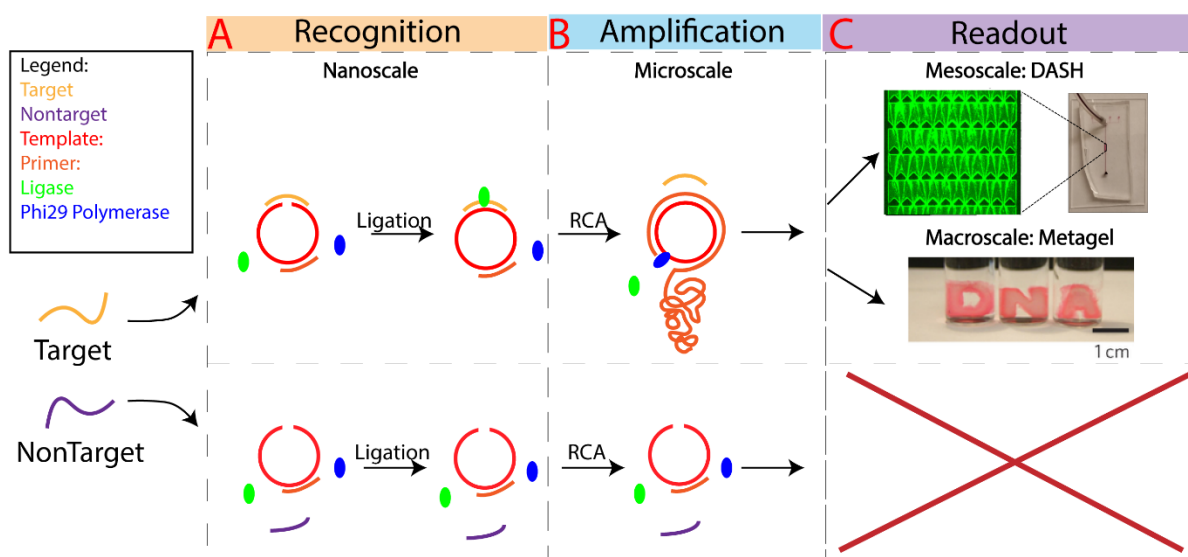 A Recognition
B Amplification
C Readout
Legend:
Target
Nontarget
Template:
Primer:
Ligase
Phi29 Polymerase
Nanoscale
Microscale
Mesoscale: DASH
Ligation
RCA
Macroscale: Metagel
D N A
1 cm
Target
NonTarget
Ligation
RCA